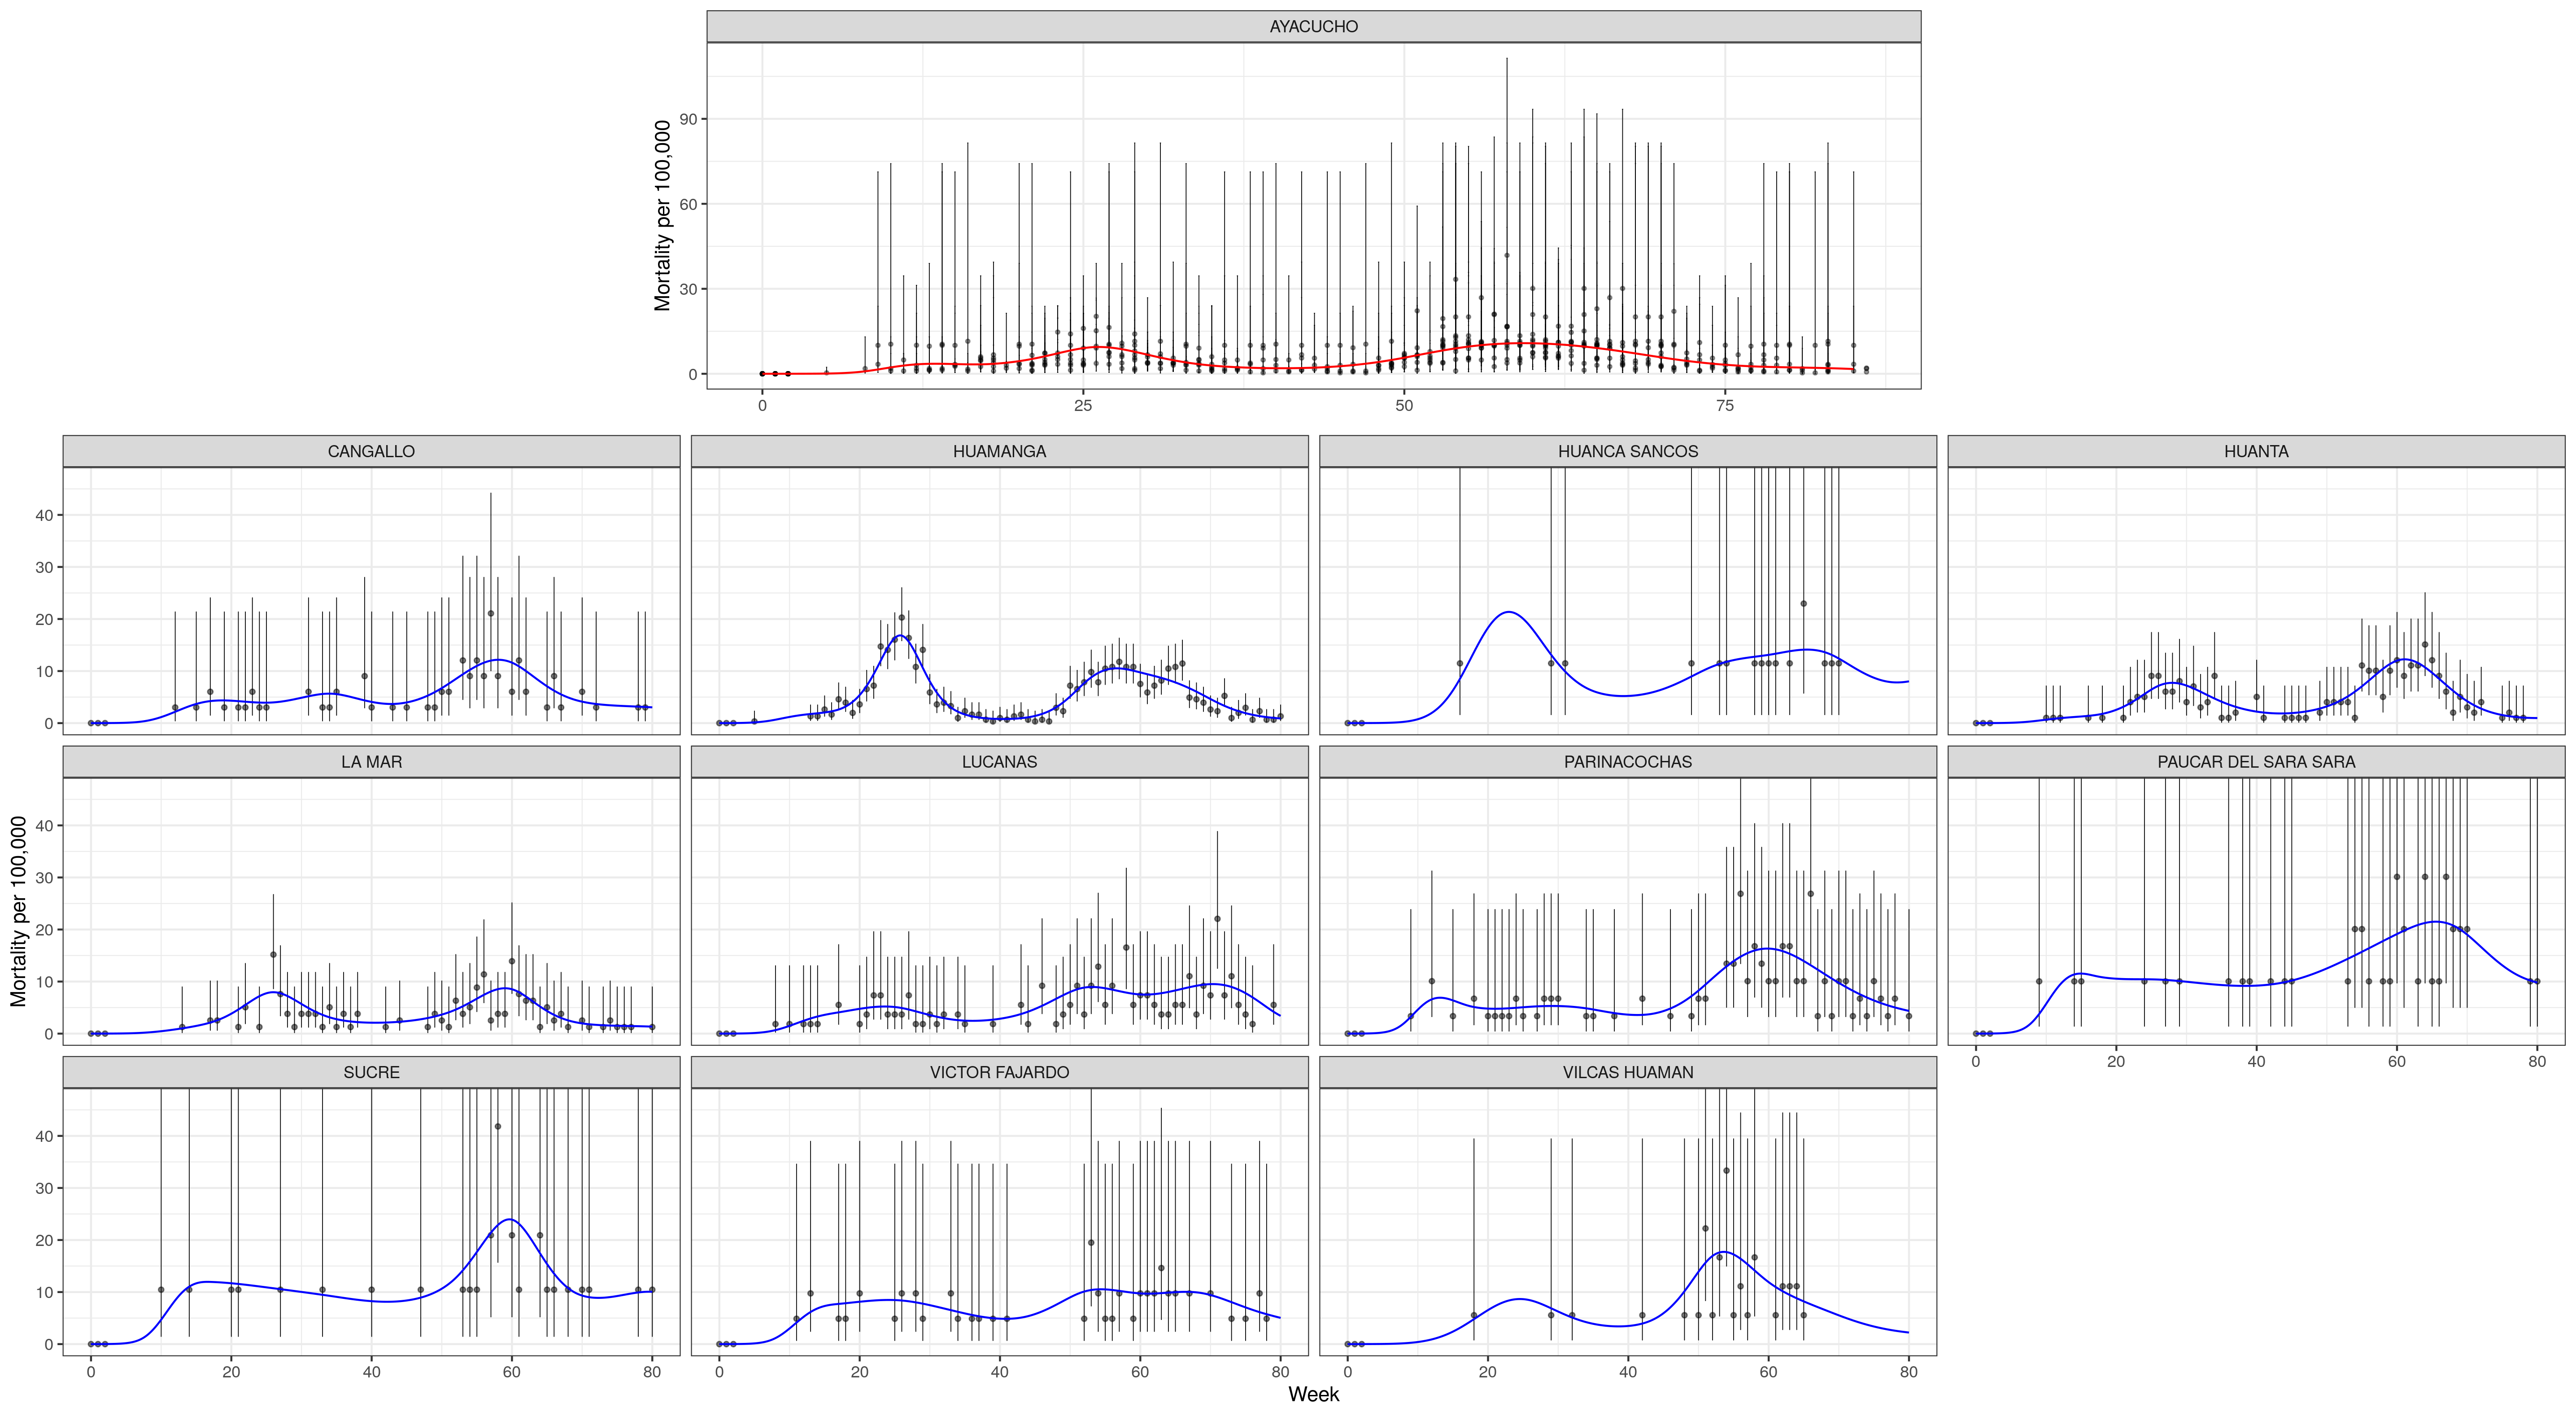 AYACUCHO
Mortality per 100,000
90
60
30
0
0 25 50 75
CANGALLO HUAMANGA HUANCA SANCOS HUANTA
40
30
20
10
0
LA MAR LUCANAS PARINACOCHAS PAUCAR DEL SARA SARA
Mortality per 100,000
40
30
20
10
0
0 20 40 60 80
SUCRE VICTOR FAJARDO VILCAS HUAMAN
40
30
20
10
0
0 20 40 60 80 0 20 40 60 80 0 20 40 60 80
Week